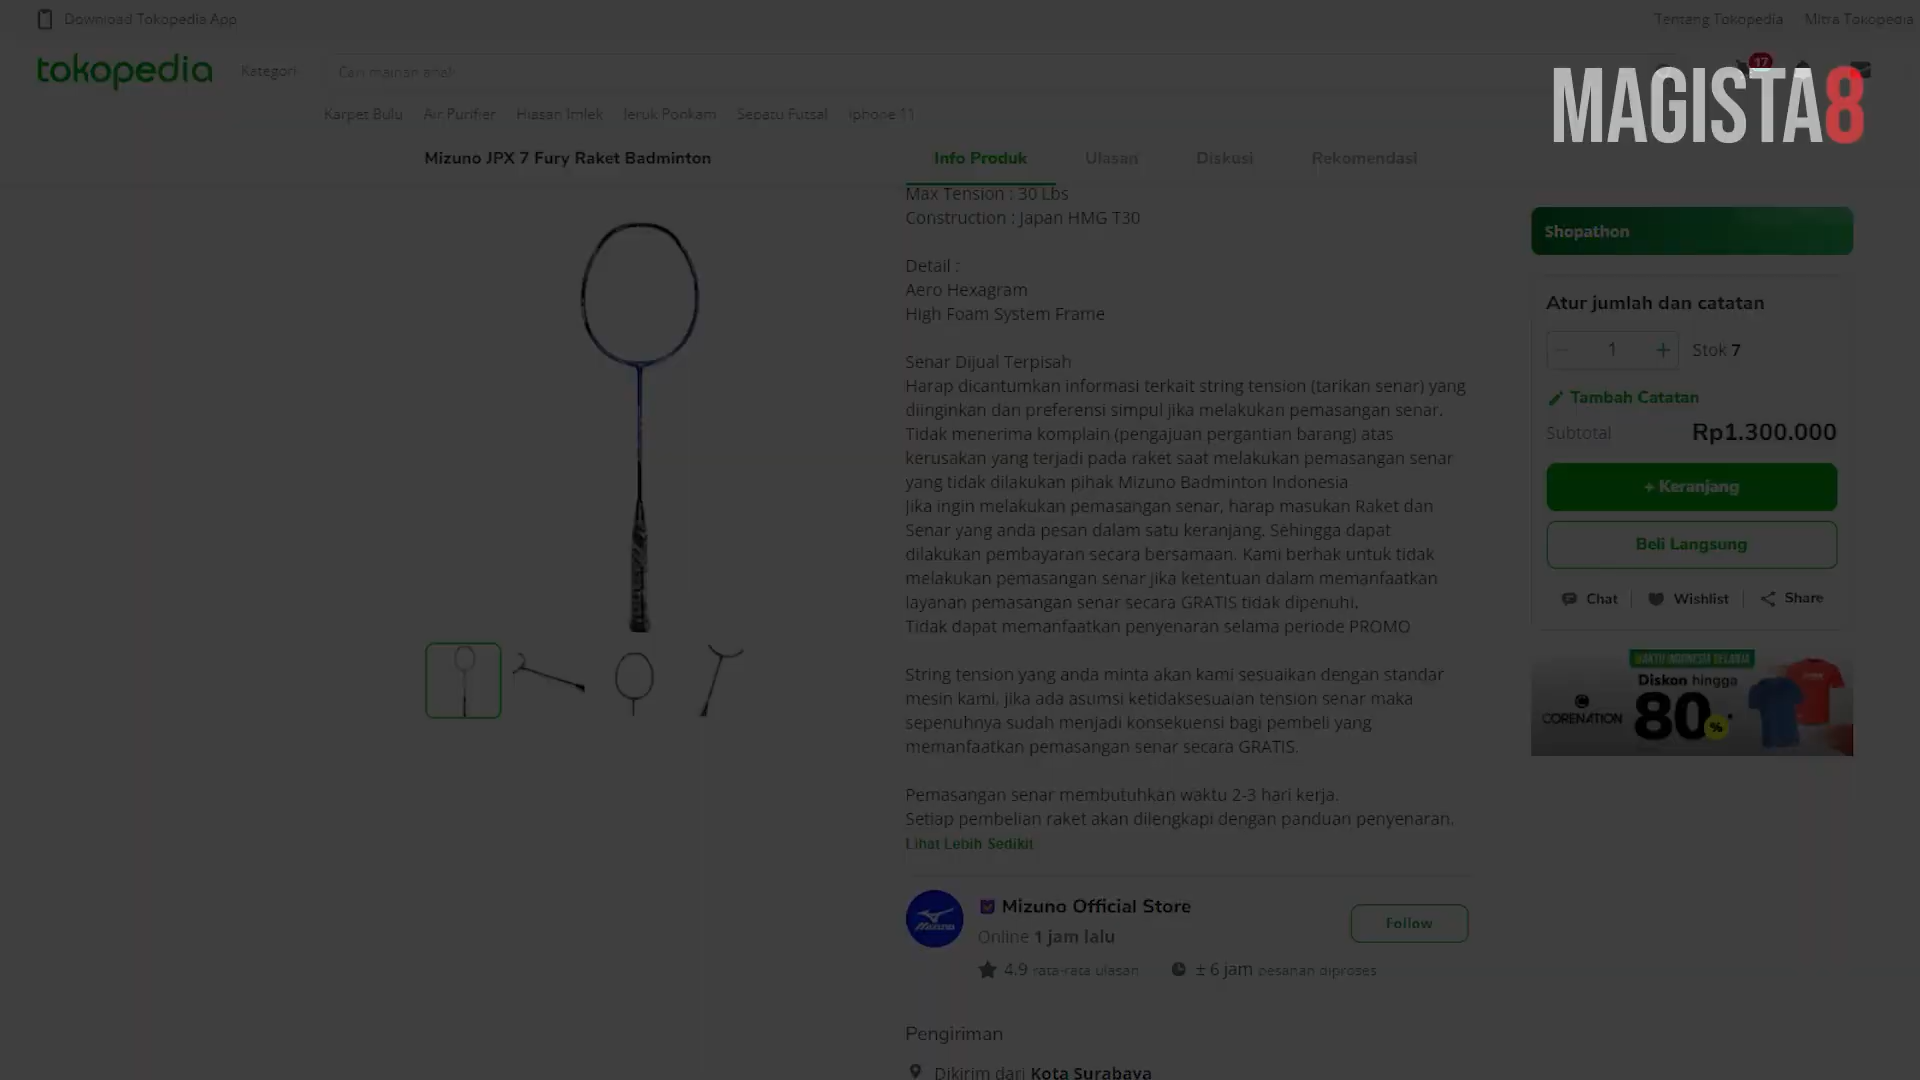 Download Tokopedia App
Tentang Tokopedia
Mitra Tokopedia
tokopedia
Kategori
Cari mainan anak
17
MAGISTA8
Karpet Bulu
Air Purifier
Hiasan Imlek
Jeruk Ponkam
Sepatu Futsal
Iphone 11
Mizuno JPX 7 Fury Raket Badminton
Info Produk
Ulasan
Diskusi
Rekomendasi
Max Tension : 30 Lbs
Construction : Japan HMG T30
Detail :
Aero Hexagram
High Foam System Frame
Senar Dijual Terpisah
Harap dicantumkan informasi terkait string tension (tarikan senar) yang
diinginkan dan preferensi simpul jika melakukan pemasangan senar.
Tidak menerima komplain (pengajuan pergantian barang) atas
kerusakan yang terjadi pada raket saat melakukan pemasangan senar
yang tidak dilakukan pihak Mizuno Badminton Indonesia
Jika ingin melakukan pemasangan senar, harap masukan Raket dan
Senar yang anda pesan dalam satu keranjang. Sehingga dapat
dilakukan pembayaran secara bersamaan. Kami berhak untuk tidak
melakukan pemasangan senar jika ketentuan dalam memanfaatkan
layanan pemasangan senar secara GRATIS tidak dipenuhi.
Tidak dapat memanfaatkan penyenaran selama periode PROMO
String tension yang anda minta akan kami sesuaikan dengan standar
mesin kami, jika ada asumsi ketidaksesuaian tension senar maka
sepenuhnya sudah menjadi konsekuensi bagi pembeli yang
memanfaatkan pemasangan senar secara GRATIS.
Pemasangan senar membutuhkan waktu 2-3 hari kerja.
Setiap pembelian raket akan dilengkapi dengan panduan penyenaran.
Lihat Lebih Sedikit
Mizuno
Mizuno Official Store
Online 1 jam lalu
Follow
4.9 rata-rata ulasan
± 6 jam pesanan diproses
Pengiriman
Dikirim dari Kota Surabaya
Shopathon
Atur jumlah dan catatan
− 1 + Stok 7
Tambah Catatan
Subtotal Rp1.300.000
+ Keranjang
Beli Langsung
Chat
Wishlist
Share
WAKTU INDONESIA BELANJA
Diskon hingga
CORENATION
80%